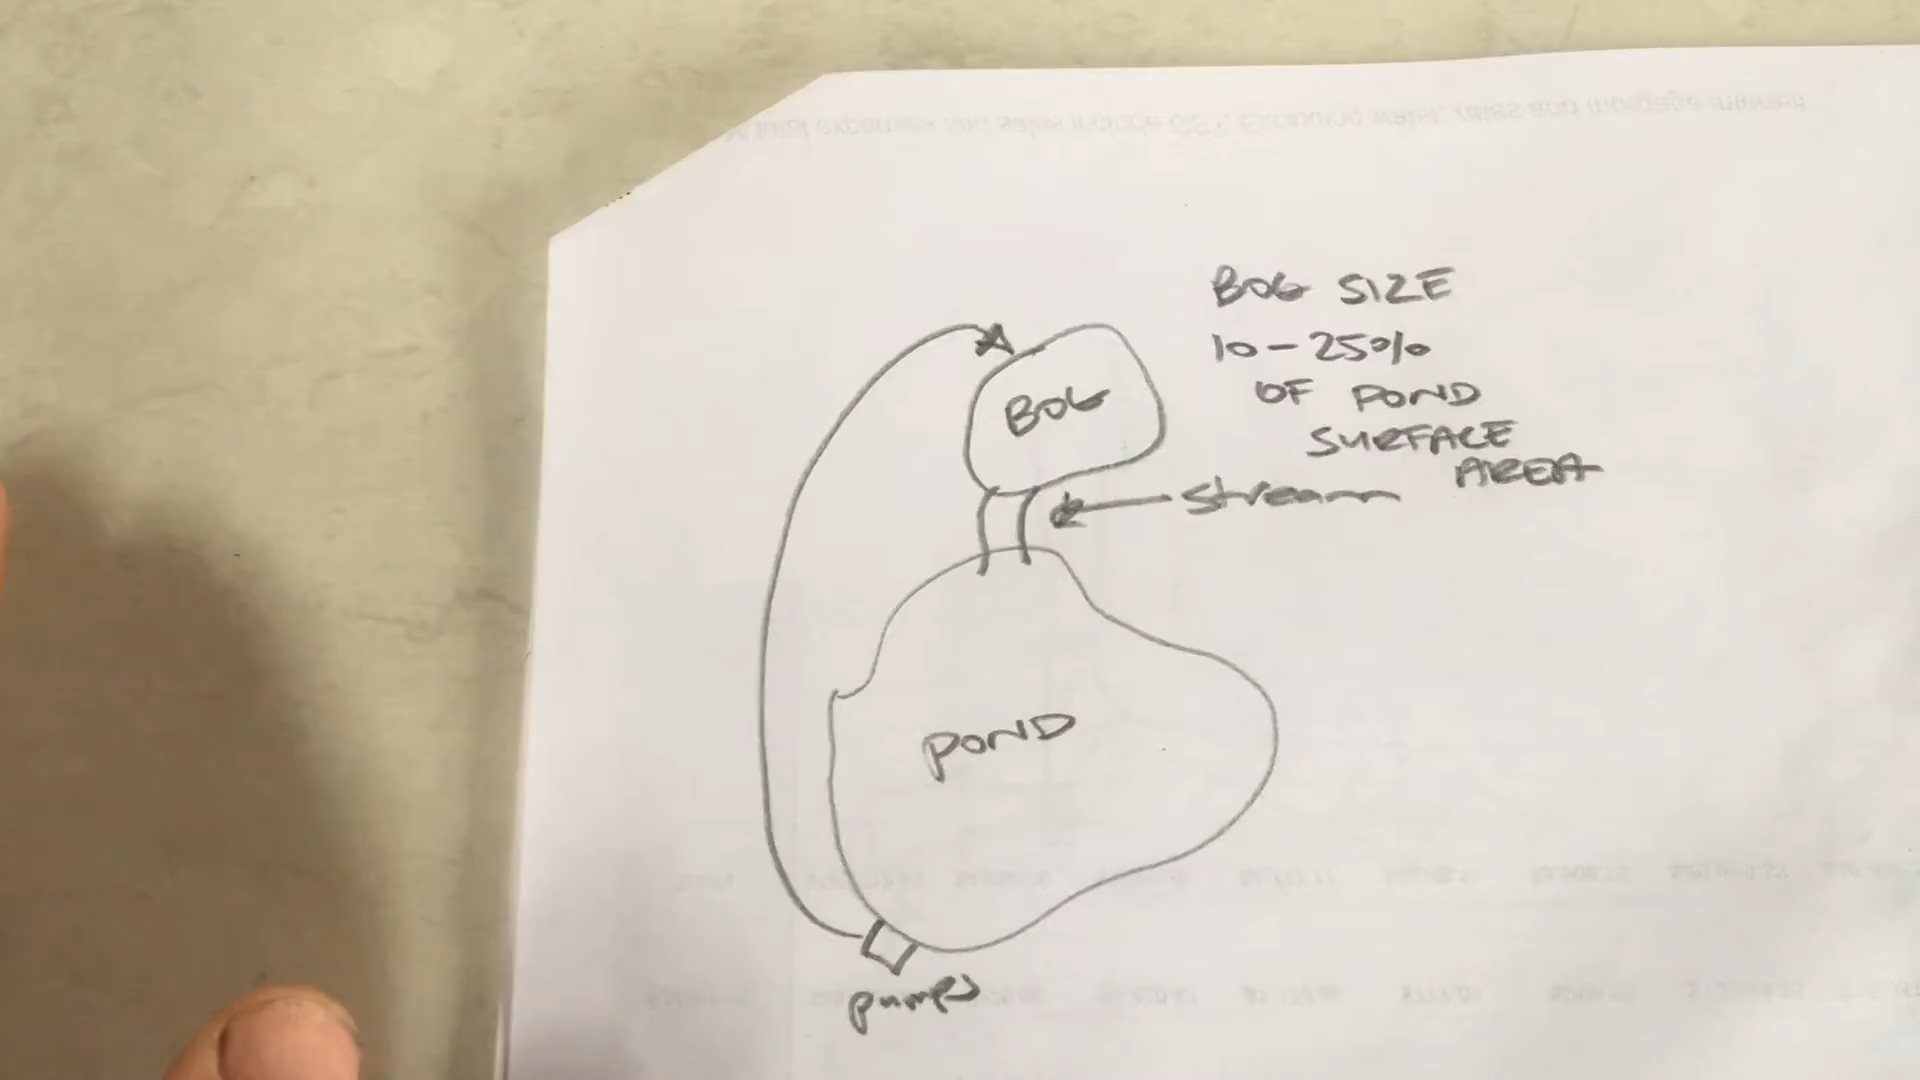 BOG SIZE
10-25%
OF POND
SURFACE
AREA
BOG
stream
POND
pump